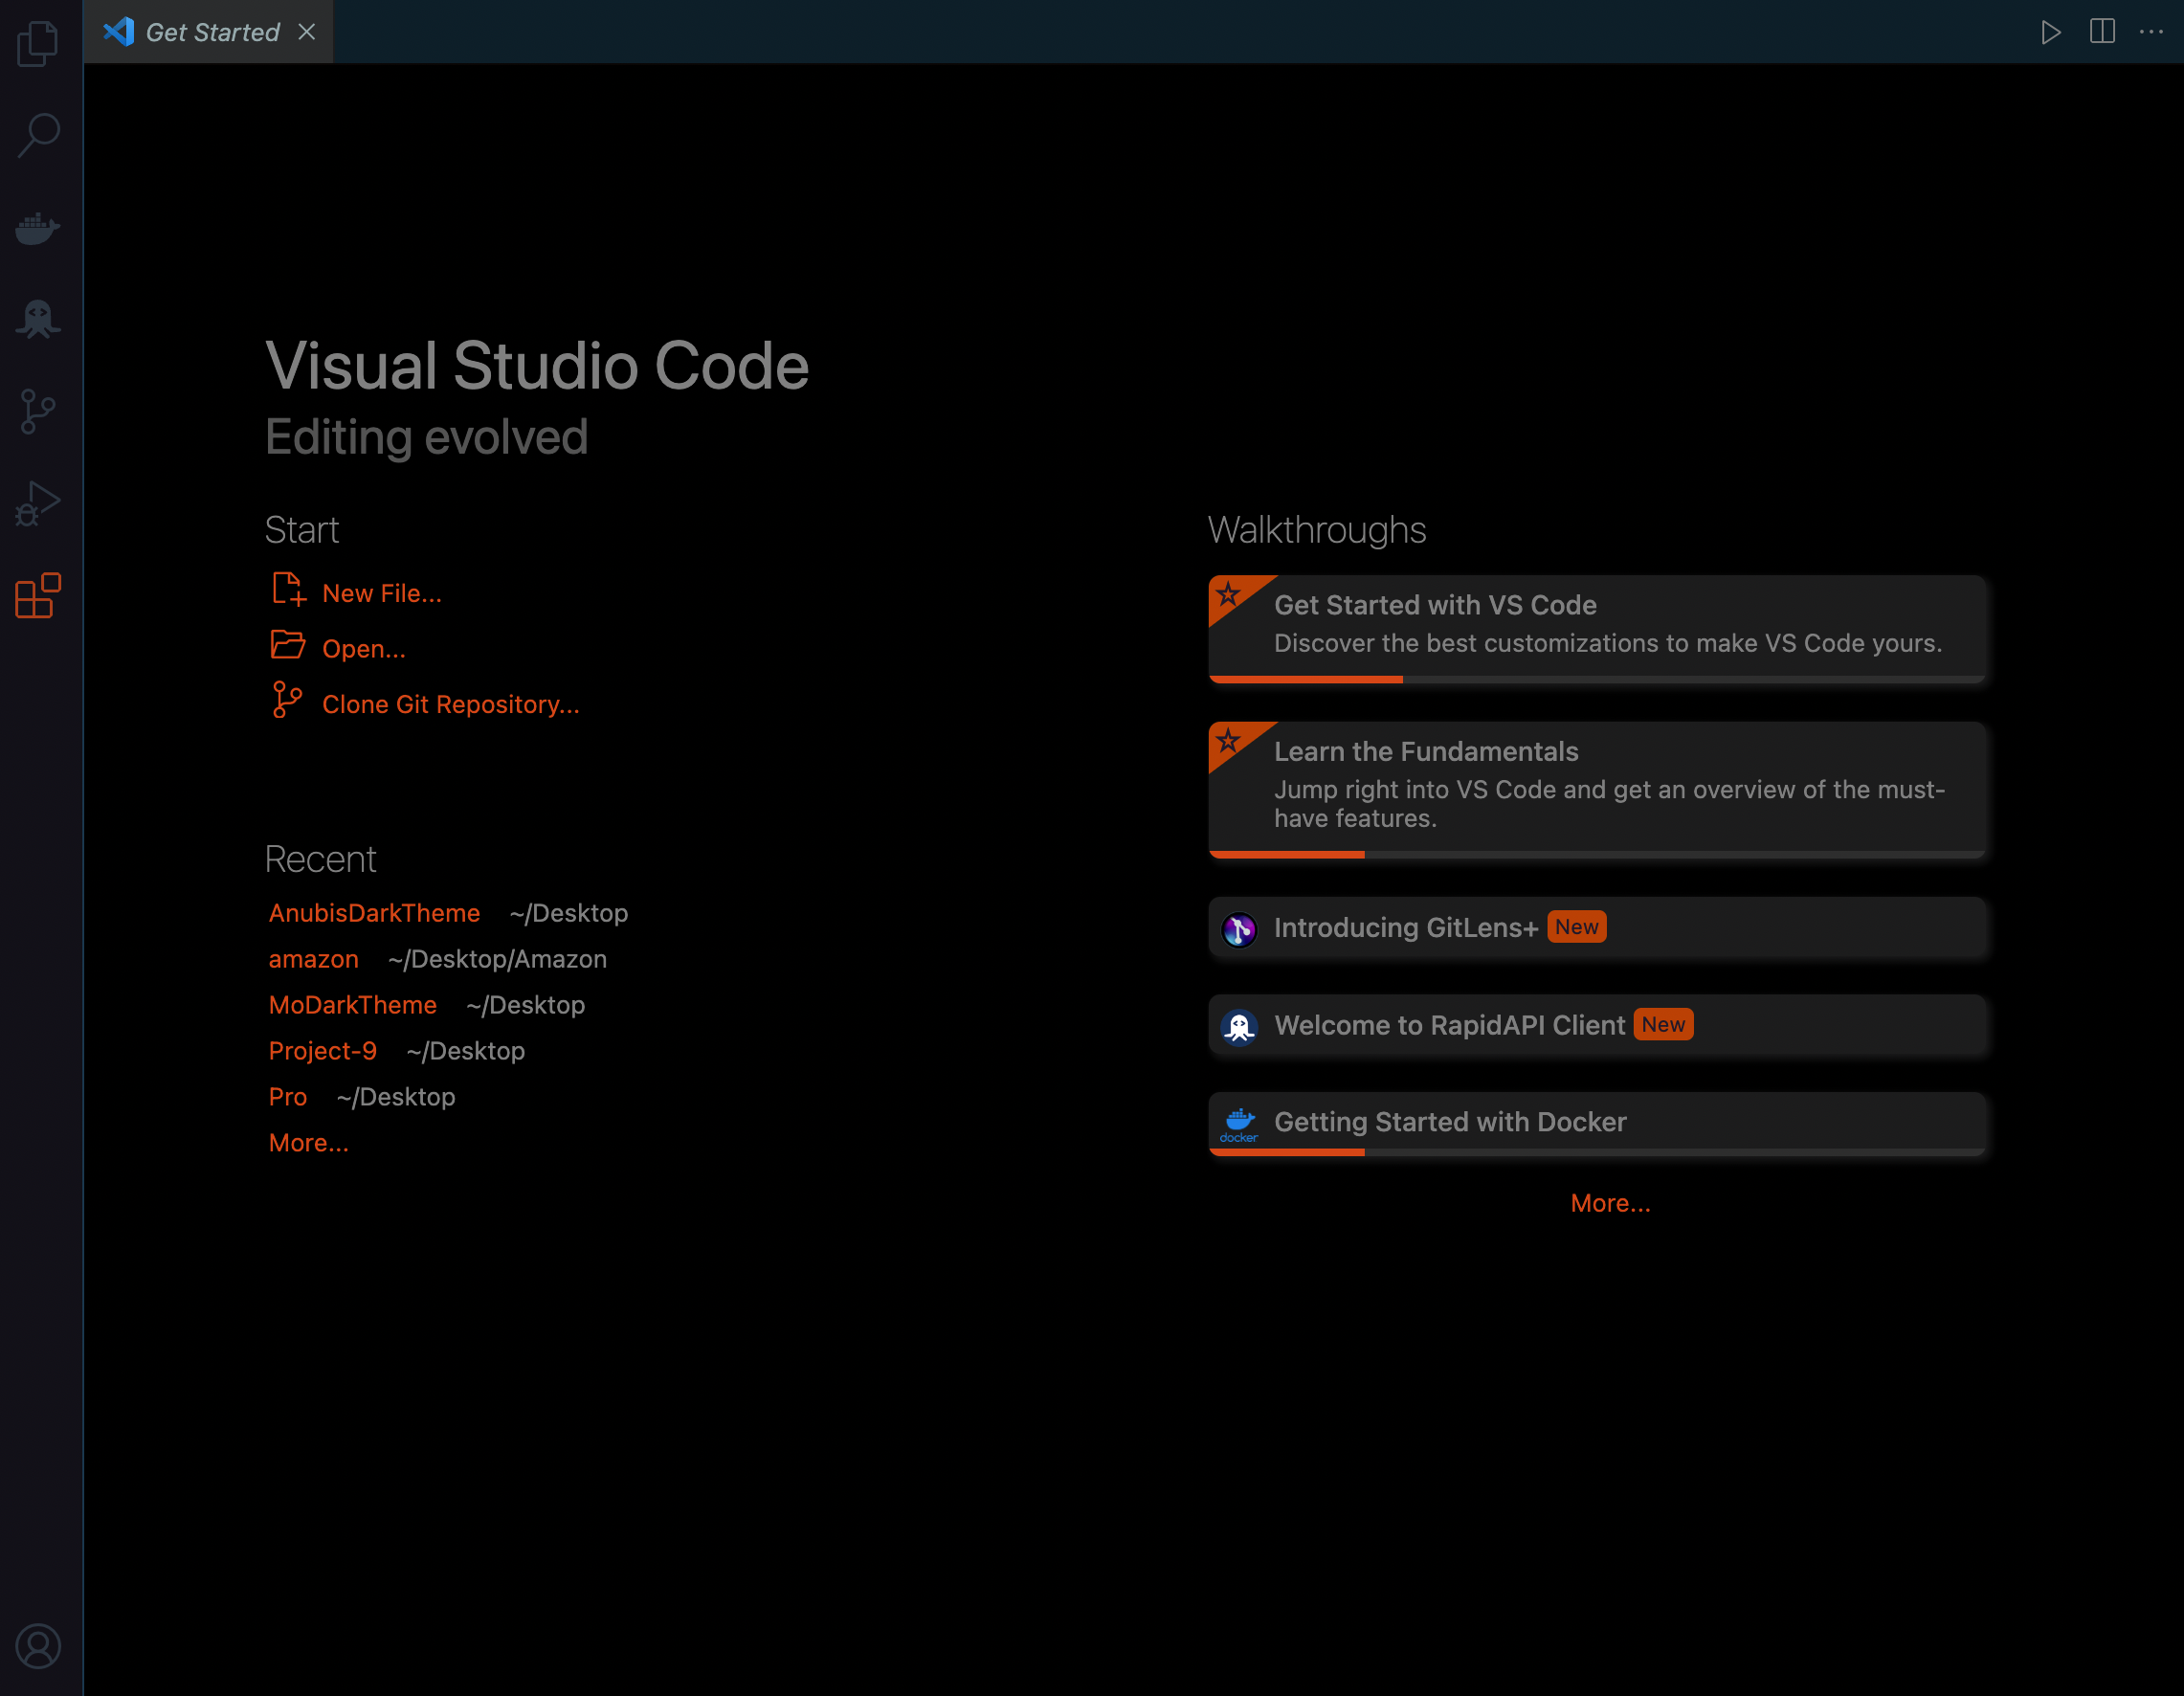 Get Started
Visual Studio Code
Editing evolved
Start
New File...
Open...
Clone Git Repository...
Recent
AnubisDarkTheme ~/Desktop
amazon ~/Desktop/Amazon
MoDarkTheme ~/Desktop
Project-9 ~/Desktop
Pro ~/Desktop
More...
Walkthroughs
Get Started with VS Code
Discover the best customizations to make VS Code yours.
Learn the Fundamentals
Jump right into VS Code and get an overview of the must-
have features.
Introducing GitLens+ New
Welcome to RapidAPI Client New
docker
Getting Started with Docker
More...